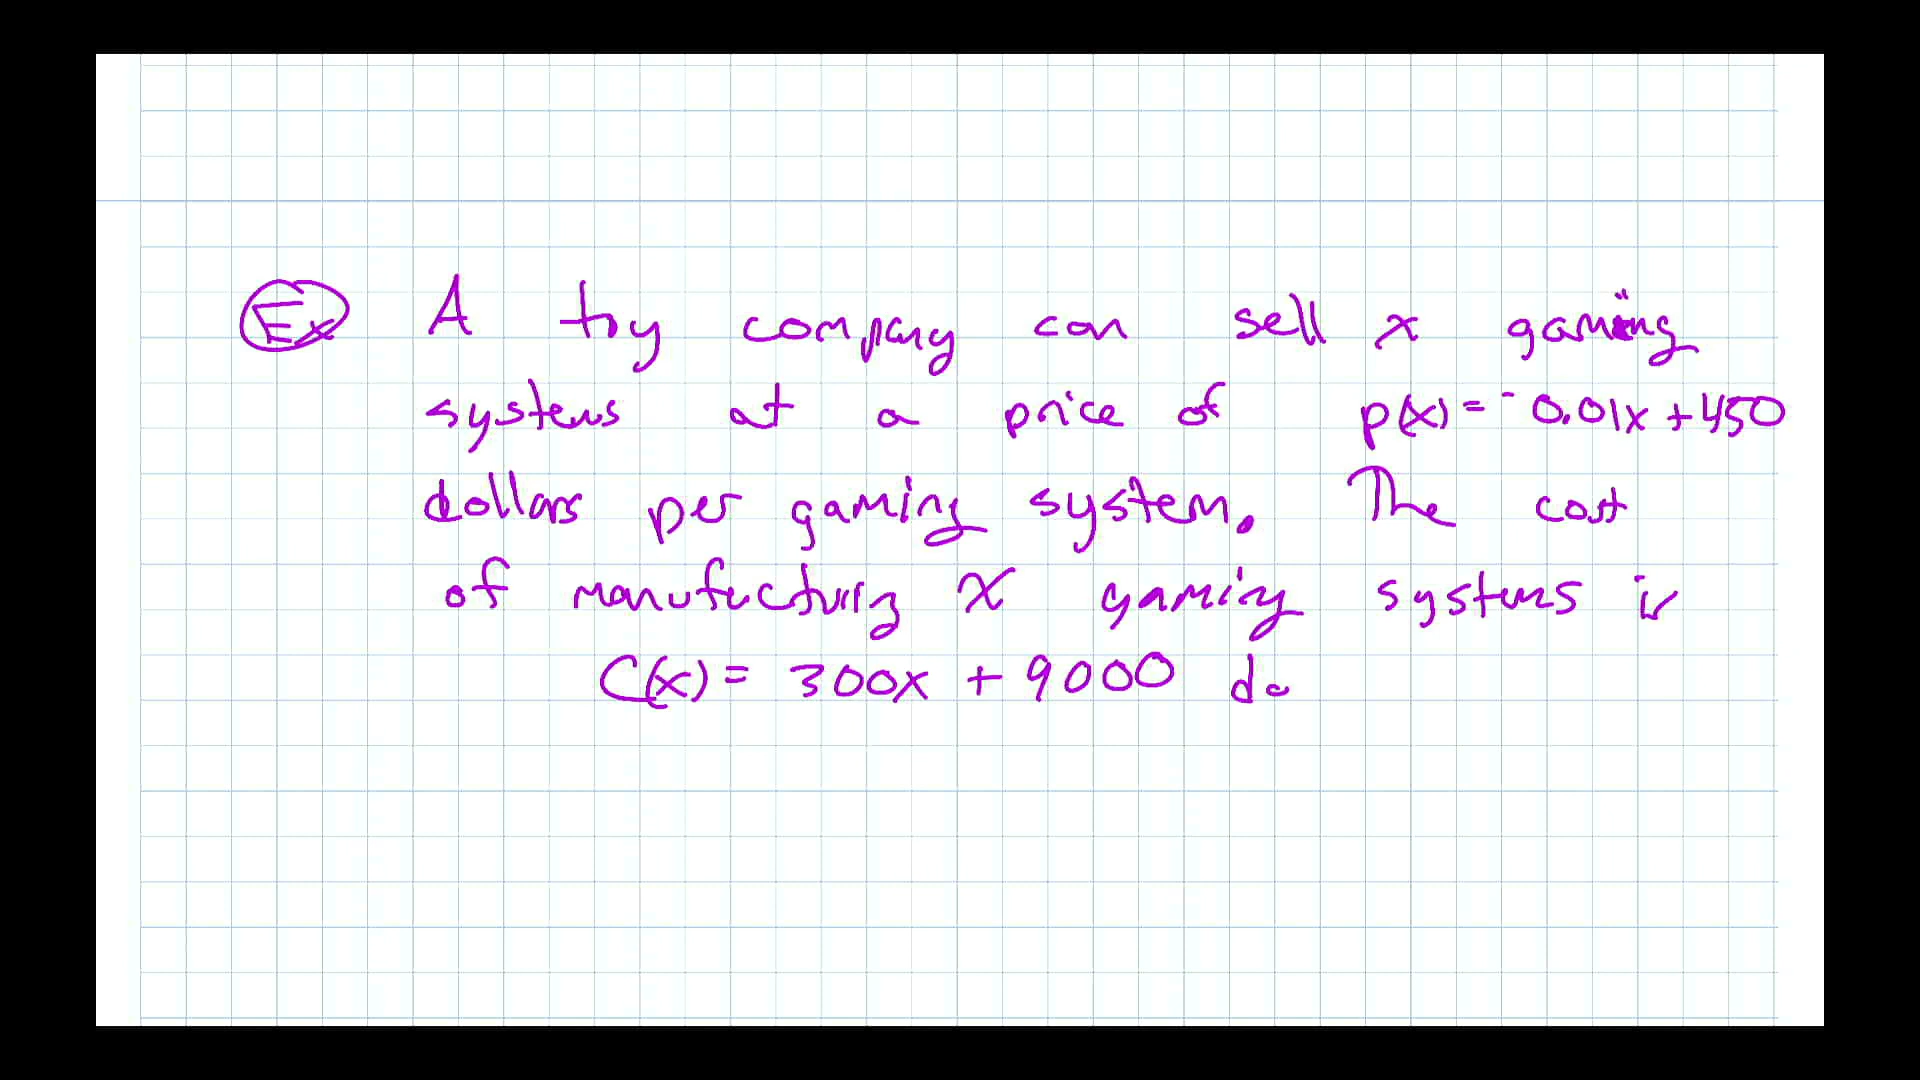 Ex A toy company can sell x gaming
systems at a price of p(x) = -0.01x + 450
dollars per gaming system. The cost
of manufacturing x gaming systems is
C(x) = 300x + 9000 do